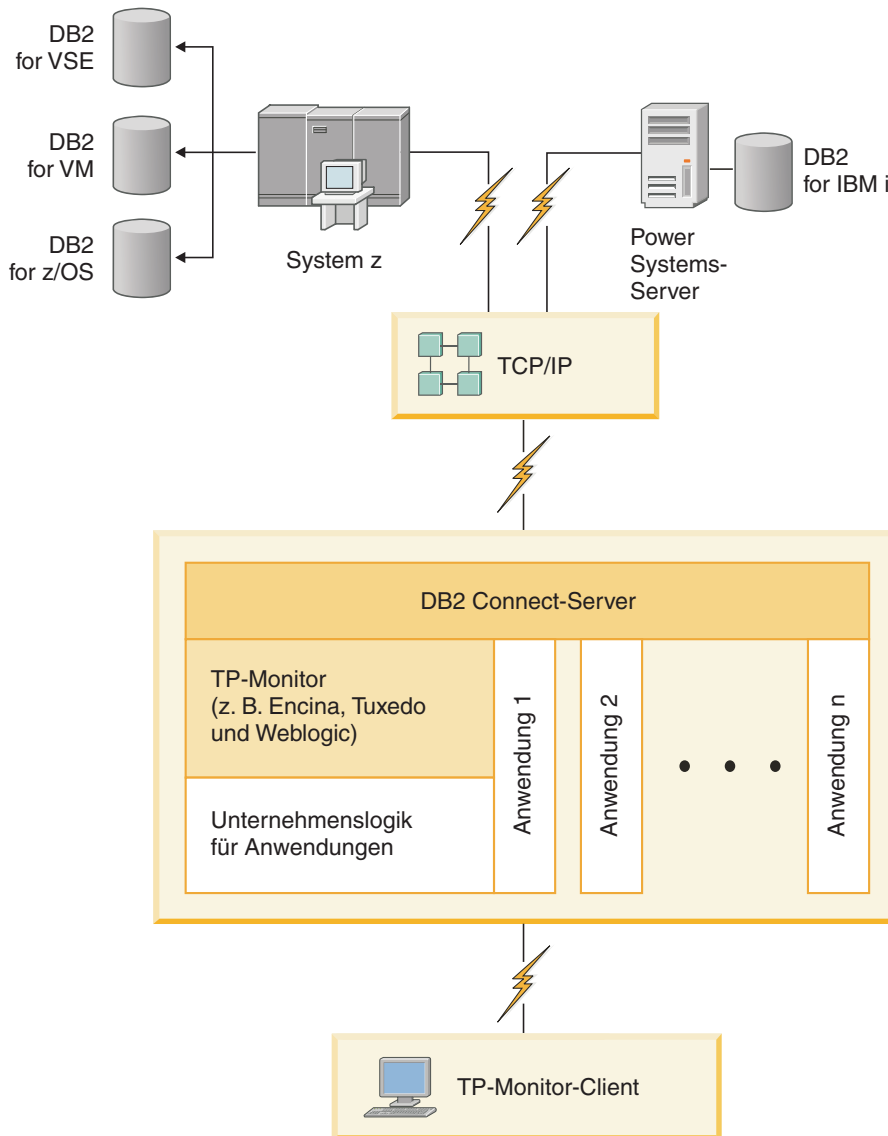 DB2
for VSE
DB2
for VM
DB2
for z/OS
System z
Power
Systems-
Server
DB2
for IBM i
TCP/IP
DB2 Connect-Server
TP-Monitor
(z. B. Encina, Tuxedo
und Weblogic)
Unternehmenslogik
für Anwendungen
Anwendung 1
Anwendung 2
Anwendung n
TP-Monitor-Client